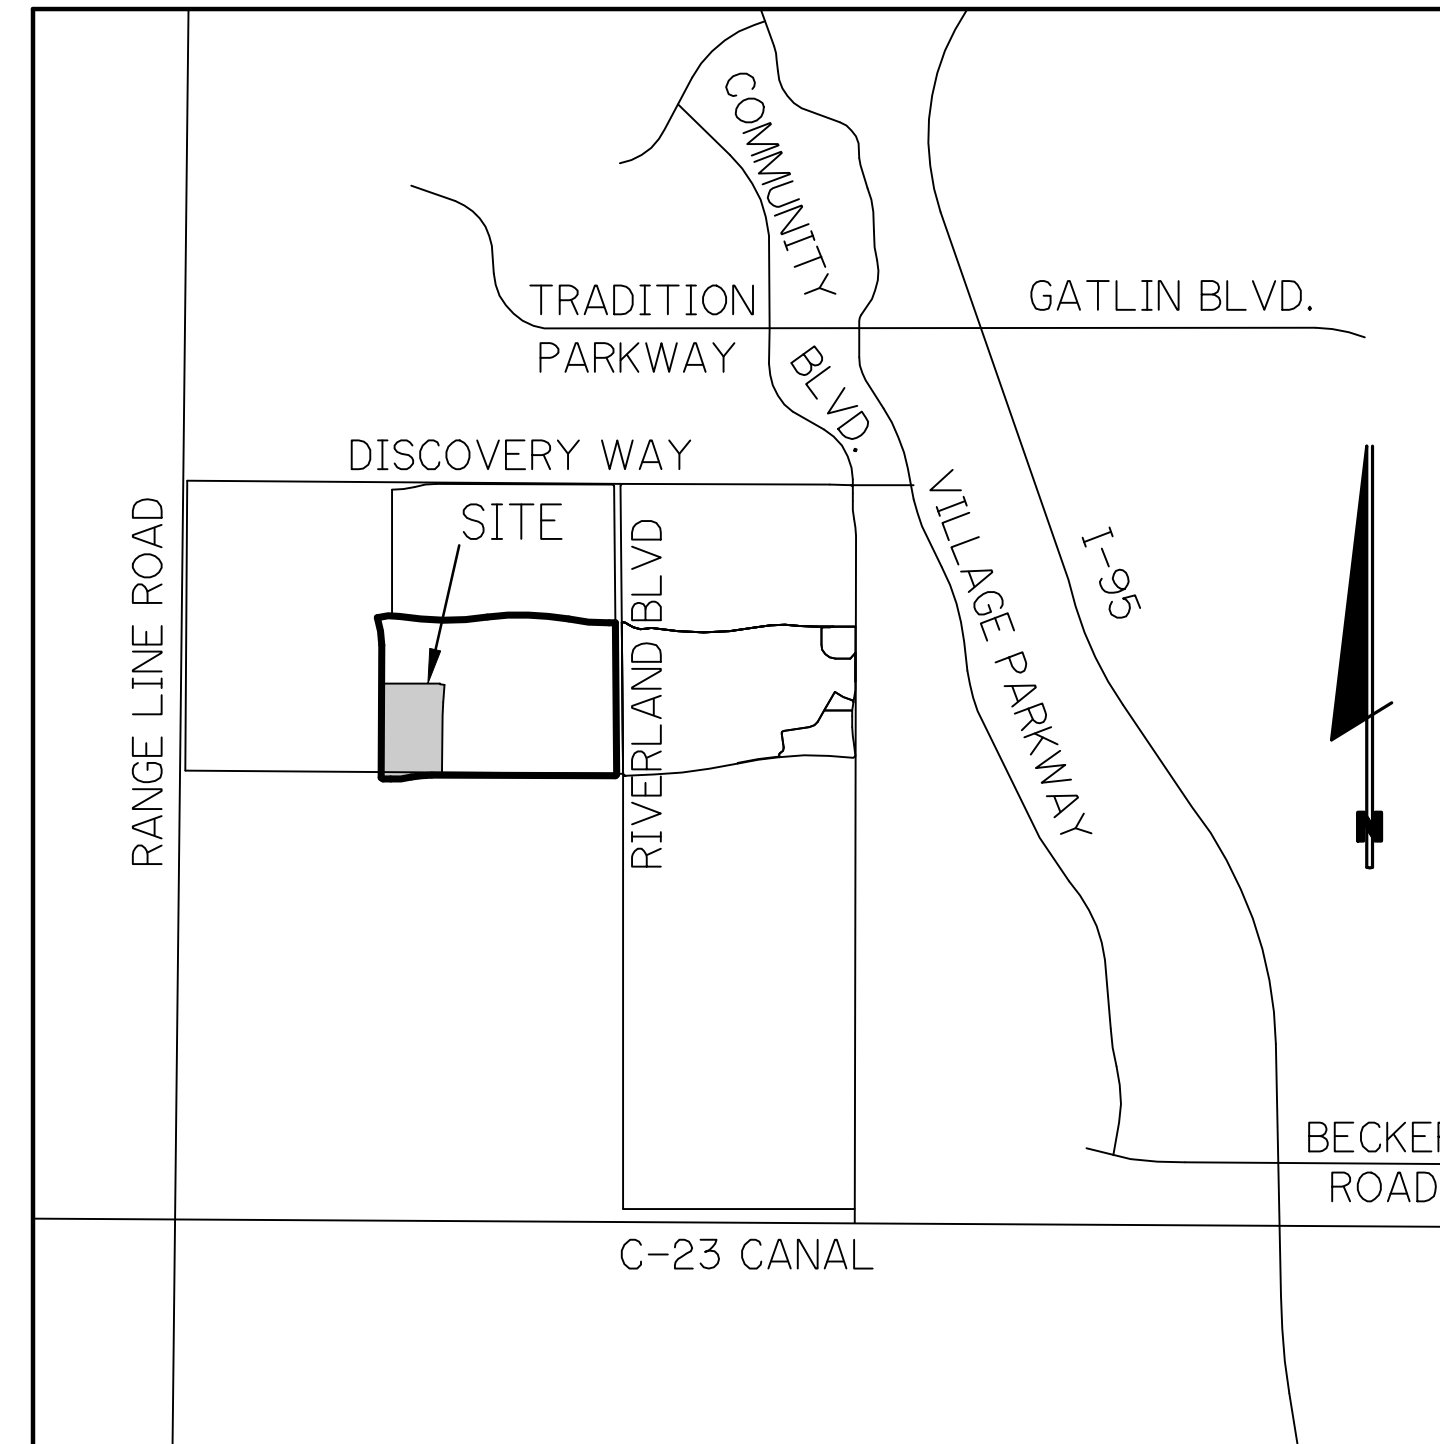 COMMUNITY
BLVD.
TRADITION
PARKWAY
GATLIN BLVD.
DISCOVERY WAY
SITE
RANGE LINE ROAD
RIVERLAND BLVD
VILLAGE PARKWAY
I-95
N
BECKER
ROAD
C-23 CANAL